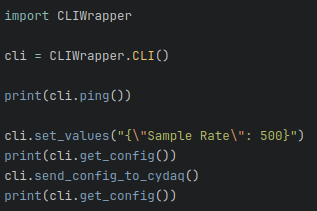 import CLIWrapper
cli = CLIWrapper.CLI()
print(cli.ping())
cli.set_values("{\"Sample Rate\": 500}")
print(cli.get_config())
cli.send_config_to_cydaq()
print(cli.get_config())